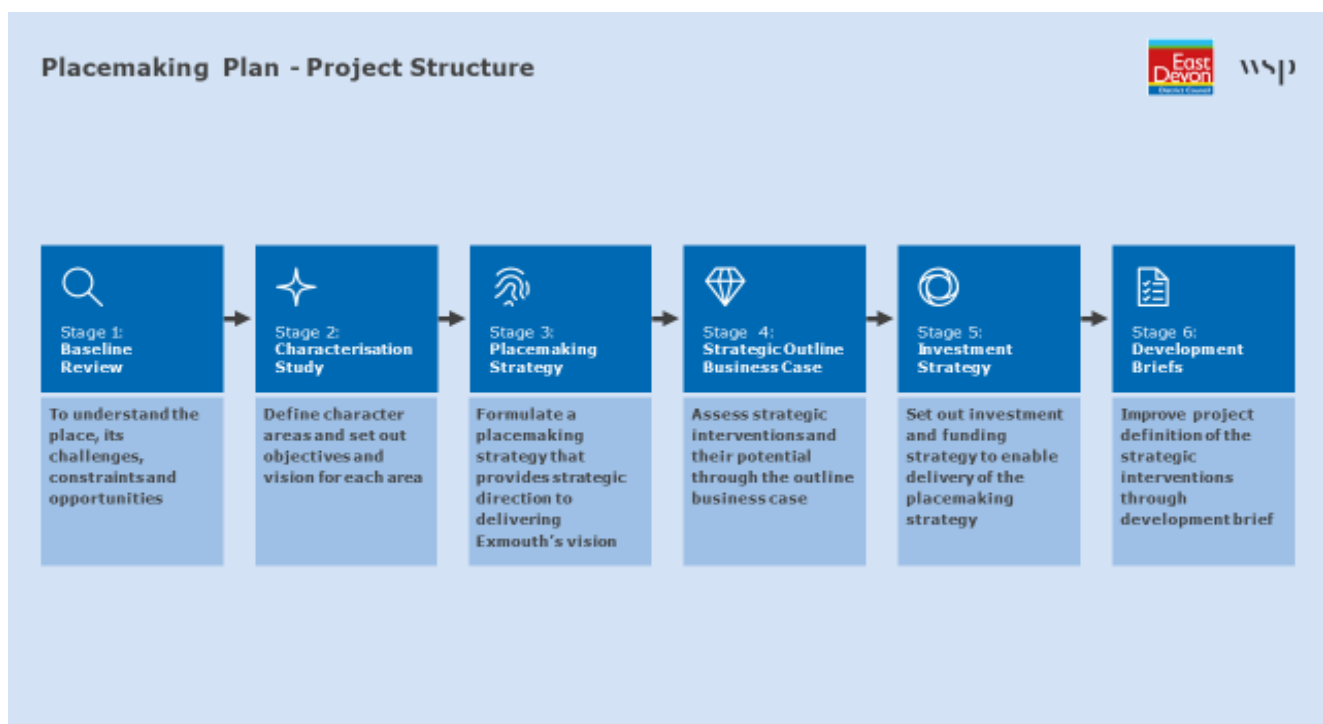 Placemaking Plan - Project Structure
East
Devon
District Council
wsp
Stage 1:
Baseline
Review
To understand the
place, its
challenges,
constraints and
opportunities
Stage 2:
Characterisation
Study
Define character
areas and set out
objectives and
vision for each area
Stage 3:
Placemaking
Strategy
Formulate a
placemaking
strategy that
provides strategic
direction to
delivering
Exmouth's vision
Stage 4:
Strategic Outline
Business Case
Assess strategic
interventions and
their potential
through the outline
business case
Stage 5:
Investment
Strategy
Set out investment
and funding
strategy to enable
delivery of the
placemaking
strategy
Stage 6:
Development
Briefs
Improve project
definition of the
strategic
interventions
through
development brief